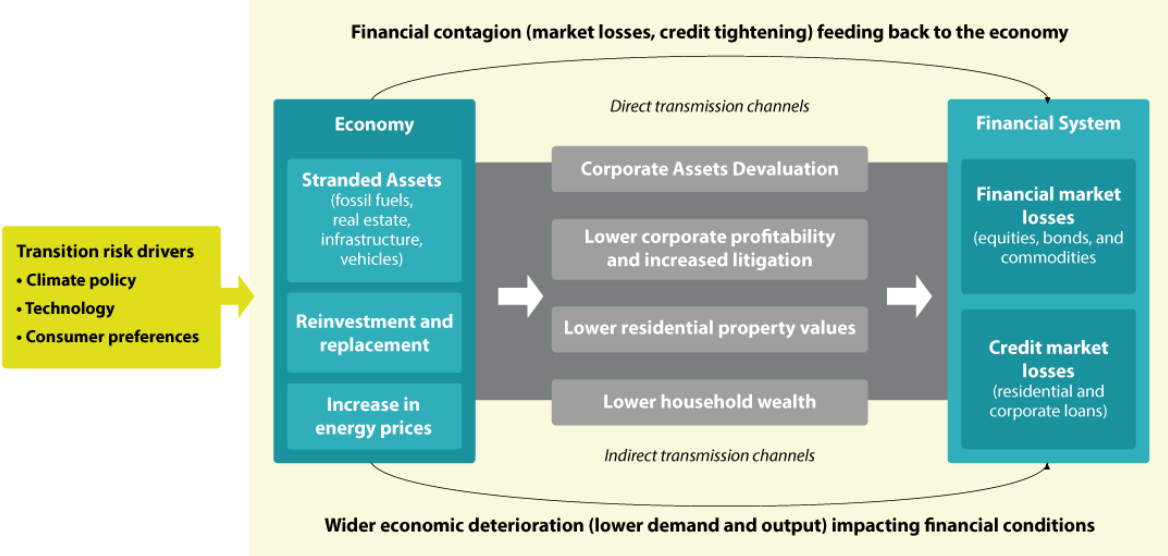 Financial contagion (market losses, credit tightening) feeding back to the economy
Direct transmission channels
Transition risk drivers
• Climate policy
• Technology
• Consumer preferences
Economy
Stranded Assets
(fossil fuels,
real estate,
infrastructure,
vehicles)
Reinvestment and
replacement
Increase in
energy prices
Corporate Assets Devaluation
Lower corporate profitability
and increased litigation
Lower residential property values
Lower household wealth
Financial System
Financial market
losses
(equities, bonds, and
commodities
Credit market
losses
(residential and
corporate loans)
Indirect transmission channels
Wider economic deterioration (lower demand and output) impacting financial conditions